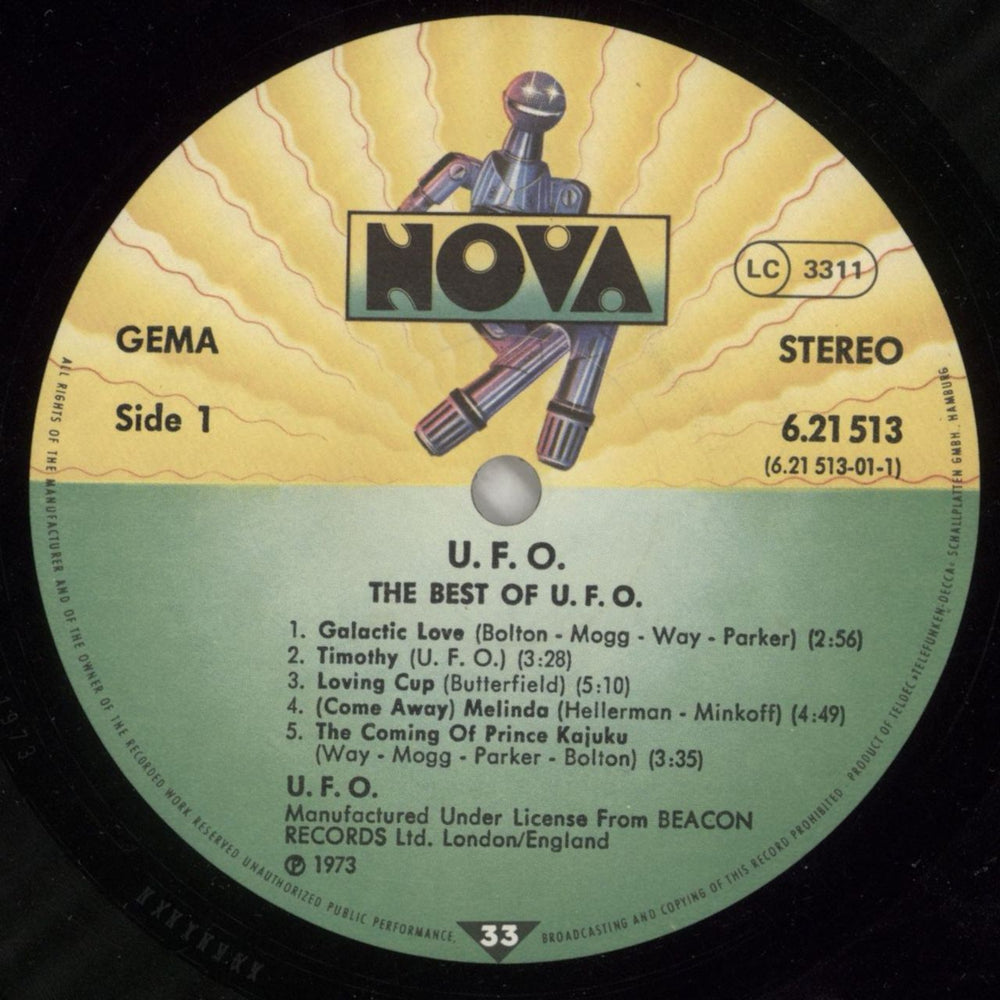 NOVA
LC 3311
GEMA
STEREO
Side 1
6.21 513
(6.21 513-01-1)
U. F. O.
THE BEST OF U. F. O.
1. Galactic Love (Bolton - Mogg - Way - Parker) (2:56)
2. Timothy (U. F. O.) (3:28)
3. Loving Cup (Butterfield) (5:10)
4. (Come Away) Melinda (Hellerman - Minkoff) (4:49)
5. The Coming Of Prince Kajuku
(Way - Mogg - Parker - Bolton) (3:35)
U. F. O.
Manufactured Under License From BEACON
RECORDS Ltd. London/England
℗ 1973
33
ALL RIGHTS OF THE MANUFACTURER AND OF THE OWNER OF THE RECORDED WORK RESERVED UNAUTHORIZED PUBLIC PERFORMANCE, BROADCASTING AND COPYING OF THIS RECORD PROHIBITED · PRODUCT OF TELDEC »TELEFUNKEN-DECCA« SCHALLPLATTEN GMBH, HAMBURG
1973